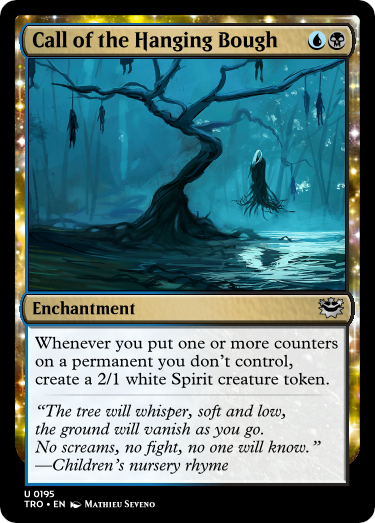 Call of the Hanging Bough
Enchantment
Whenever you put one or more counters
on a permanent you don’t control,
create a 2/1 white Spirit creature token.
“The tree will whisper, soft and low,
the ground will vanish as you go.
No screams, no fight, no one will know.”
—Children’s nursery rhyme
U 0195
TRO • EN Mathieu Seveno